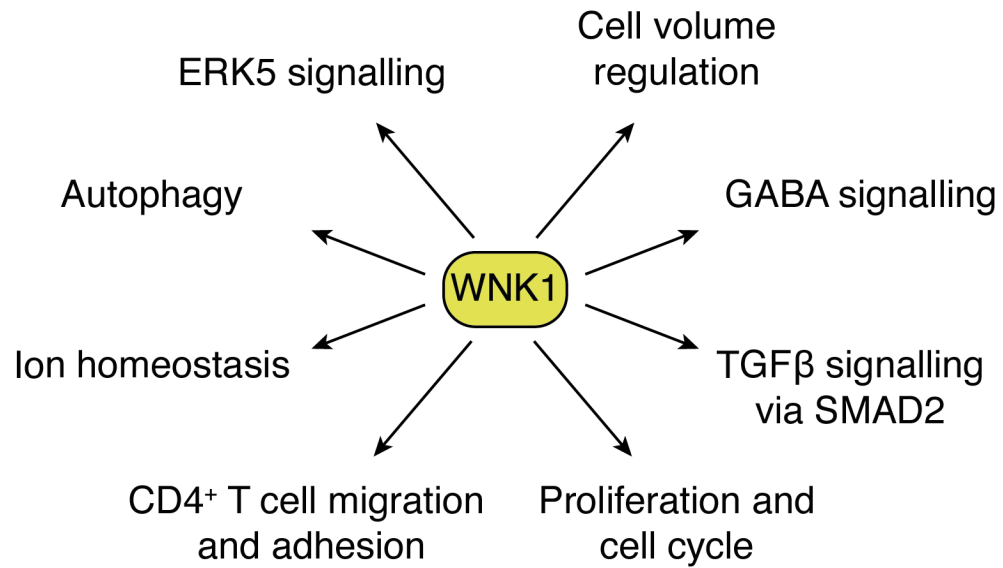 Cell volume
regulation
ERK5 signalling
Autophagy
GABA signalling
WNK1
Ion homeostasis
TGFβ signalling
via SMAD2
CD4⁺ T cell migration
and adhesion
Proliferation and
cell cycle